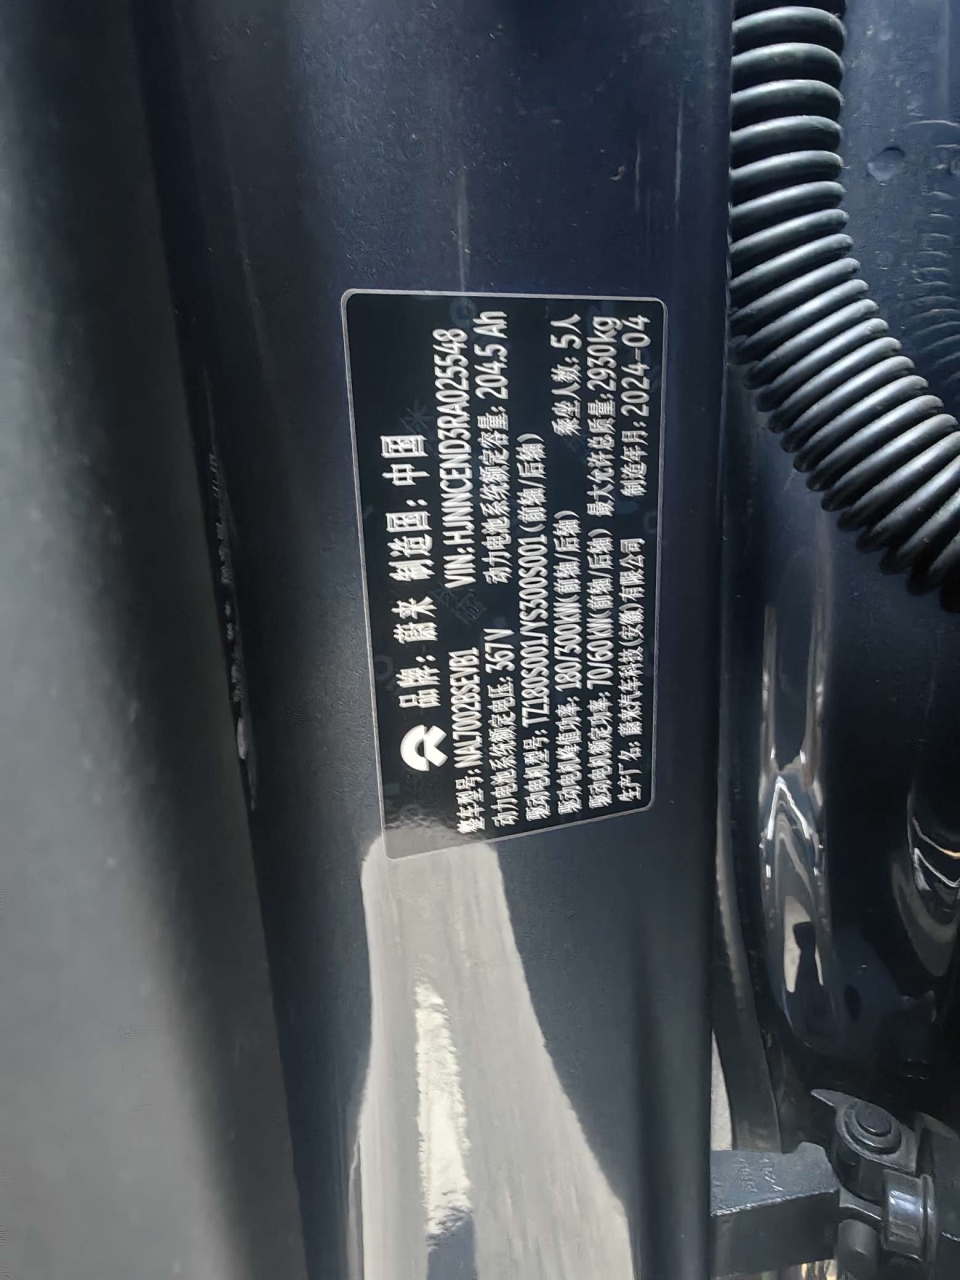 品牌：蔚来 制造国：中国
整车型号：NAL7002BSEVB1 VIN:HJNNCEND3RA025548
动力电池系统额定电压：367V 动力电池系统额定容量：204.5 Ah
驱动电机型号：TZ180S001/YS300S001(前轴/后轴)
驱动电机峰值功率：180/300kW(前轴/后轴) 乘坐人数：5人
驱动电机额定功率：70/60kW(前轴/后轴) 最大允许总质量：2930kg
生产厂名：蔚来汽车科技(安徽)有限公司 制造年月：2024-04